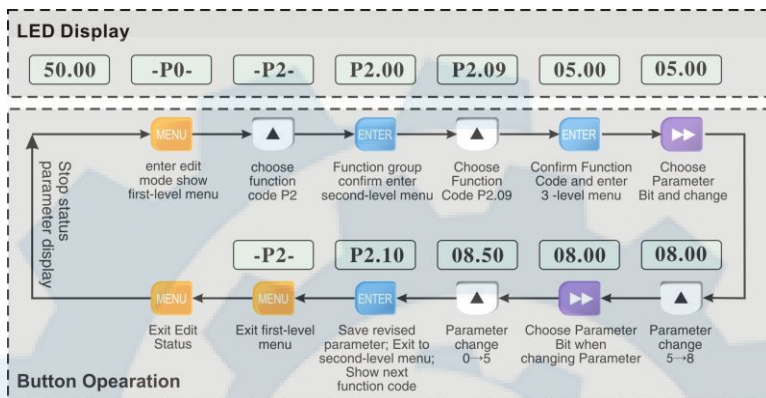 LED Display
50.00 -P0- -P2- P2.00 P2.09 05.00 05.00
Stop status
parameter display
MENU
enter edit
mode show
first-level menu
▲
choose
function
code P2
ENTER
Function group
confirm enter
second-level menu
▲
Choose
Function
Code P2.09
ENTER
Confirm Function
Code and enter
3 -level menu
▶▶
Choose
Parameter
Bit and change
-P2- P2.10 08.50 08.00 08.00
MENU
Exit Edit
Status
MENU
Exit first-level
menu
ENTER
Save revised
parameter; Exit to
second-level menu;
Show next
function code
▲
Parameter
change
0→5
▶▶
Choose Parameter
Bit when
changing Parameter
▲
Parameter
change
5→8
Button Opearation